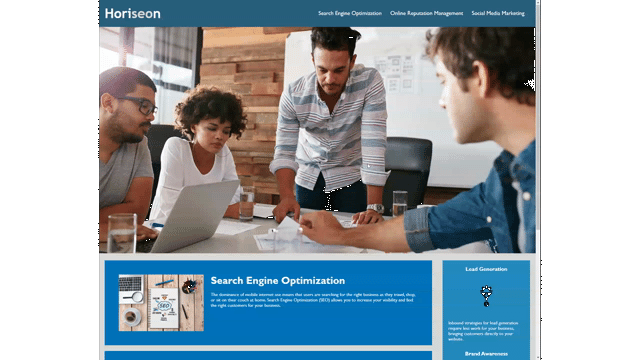 Horiseon
Search Engine Optimization
Online Reputation Management
Social Media Marketing
SEO
Search Engine Optimization
The dominance of mobile internet use means that users are searching for the right business as they travel, shop,
or sit on their couch at home. Search Engine Optimization (SEO) allows you to increase your visibility and find
the right customers for your business.
Lead Generation
Inbound strategies for lead generation
require less work for your business,
bringing customers directly to your
website.
Brand Awareness